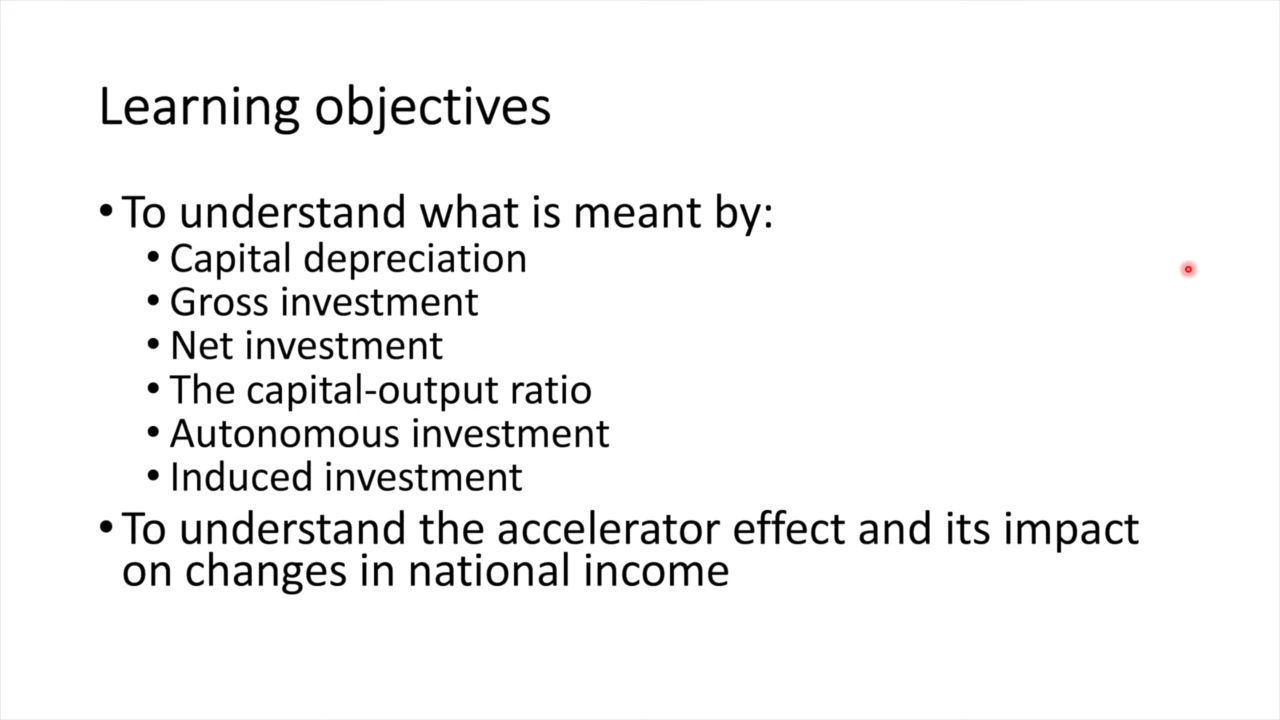 Learning objectives
• To understand what is meant by:
• Capital depreciation
• Gross investment
• Net investment
• The capital-output ratio
• Autonomous investment
• Induced investment
• To understand the accelerator effect and its impact
on changes in national income